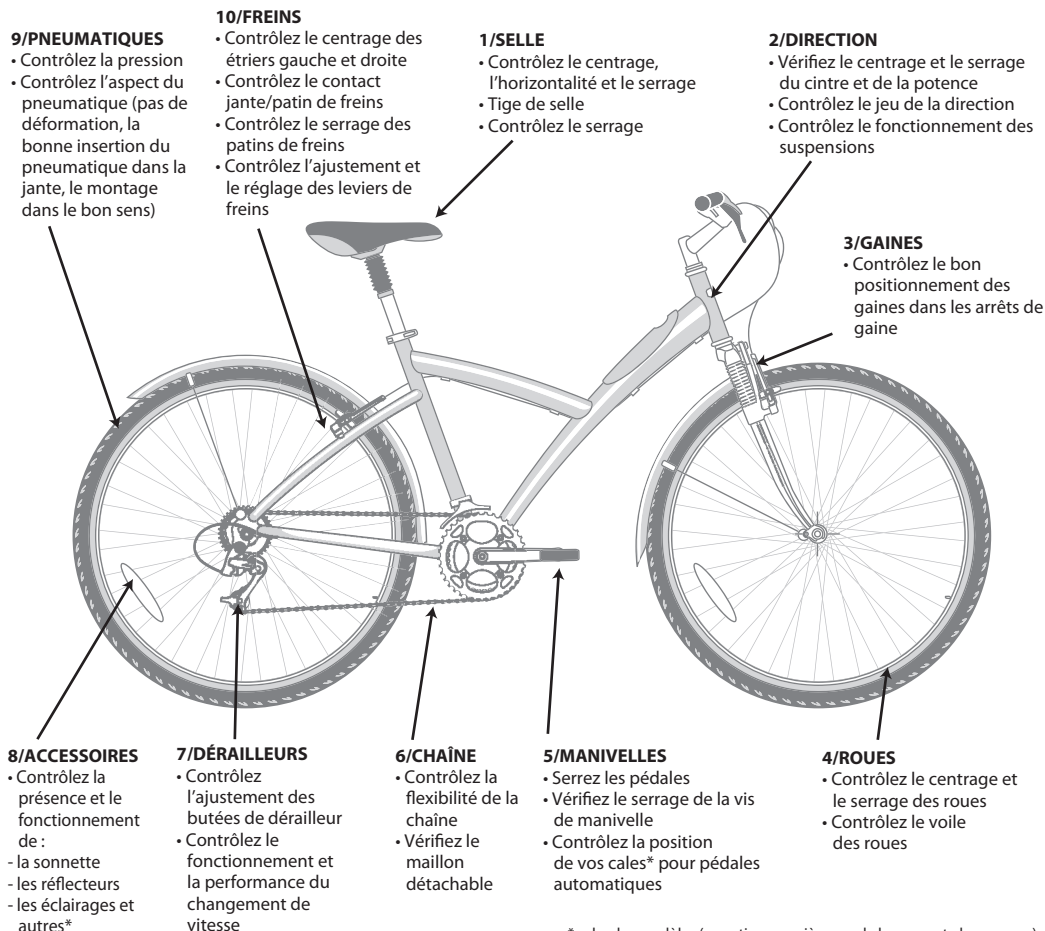 10/FREINS
• Contrôlez le centrage des
étriers gauche et droite
• Contrôlez le contact
jante/patin de freins
• Contrôlez le serrage des
patins de freins
• Contrôlez l'ajustement et
le réglage des leviers de
freins
9/PNEUMATIQUES
• Contrôlez la pression
• Contrôlez l'aspect du
pneumatique (pas de
déformation, la
bonne insertion du
pneumatique dans la
jante, le montage
dans le bon sens)
1/SELLE
• Contrôlez le centrage,
l'horizontalité et le serrage
• Tige de selle
• Contrôlez le serrage
2/DIRECTION
• Vérifiez le centrage et le serrage
du cintre et de la potence
• Contrôlez le jeu de la direction
• Contrôlez le fonctionnement des
suspensions
3/GAINES
• Contrôlez le bon
positionnement des
gaines dans les arrêts de
gaine
8/ACCESSOIRES
• Contrôlez la
présence et le
fonctionnement
de :
- la sonnette
- les réflecteurs
- les éclairages et
autres*
7/DÉRAILLEURS
• Contrôlez
l'ajustement des
butées de dérailleur
• Contrôlez le
fonctionnement et
la performance du
changement de
vitesse
6/CHAÎNE
• Contrôlez la
flexibilité de la
chaîne
• Vérifiez le
maillon
détachable
5/MANIVELLES
• Serrez les pédales
• Vérifiez le serrage de la vis
de manivelle
• Contrôlez la position
de vos cales* pour pédales
automatiques
4/ROUES
• Contrôlez le centrage et
le serrage des roues
• Contrôlez le voile
des roues